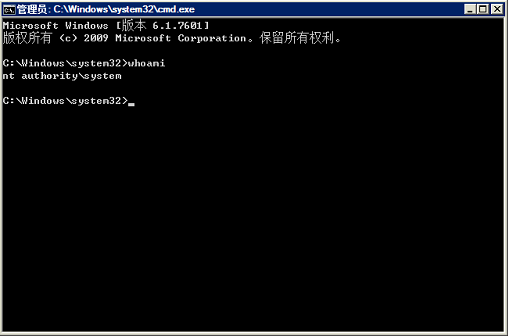 管理员: C:\Windows\system32\cmd.exe
Microsoft Windows [版本 6.1.7601]
版权所有 (c) 2009 Microsoft Corporation。保留所有权利。
C:\Windows\system32>whoami
nt authority\system
C:\Windows\system32>